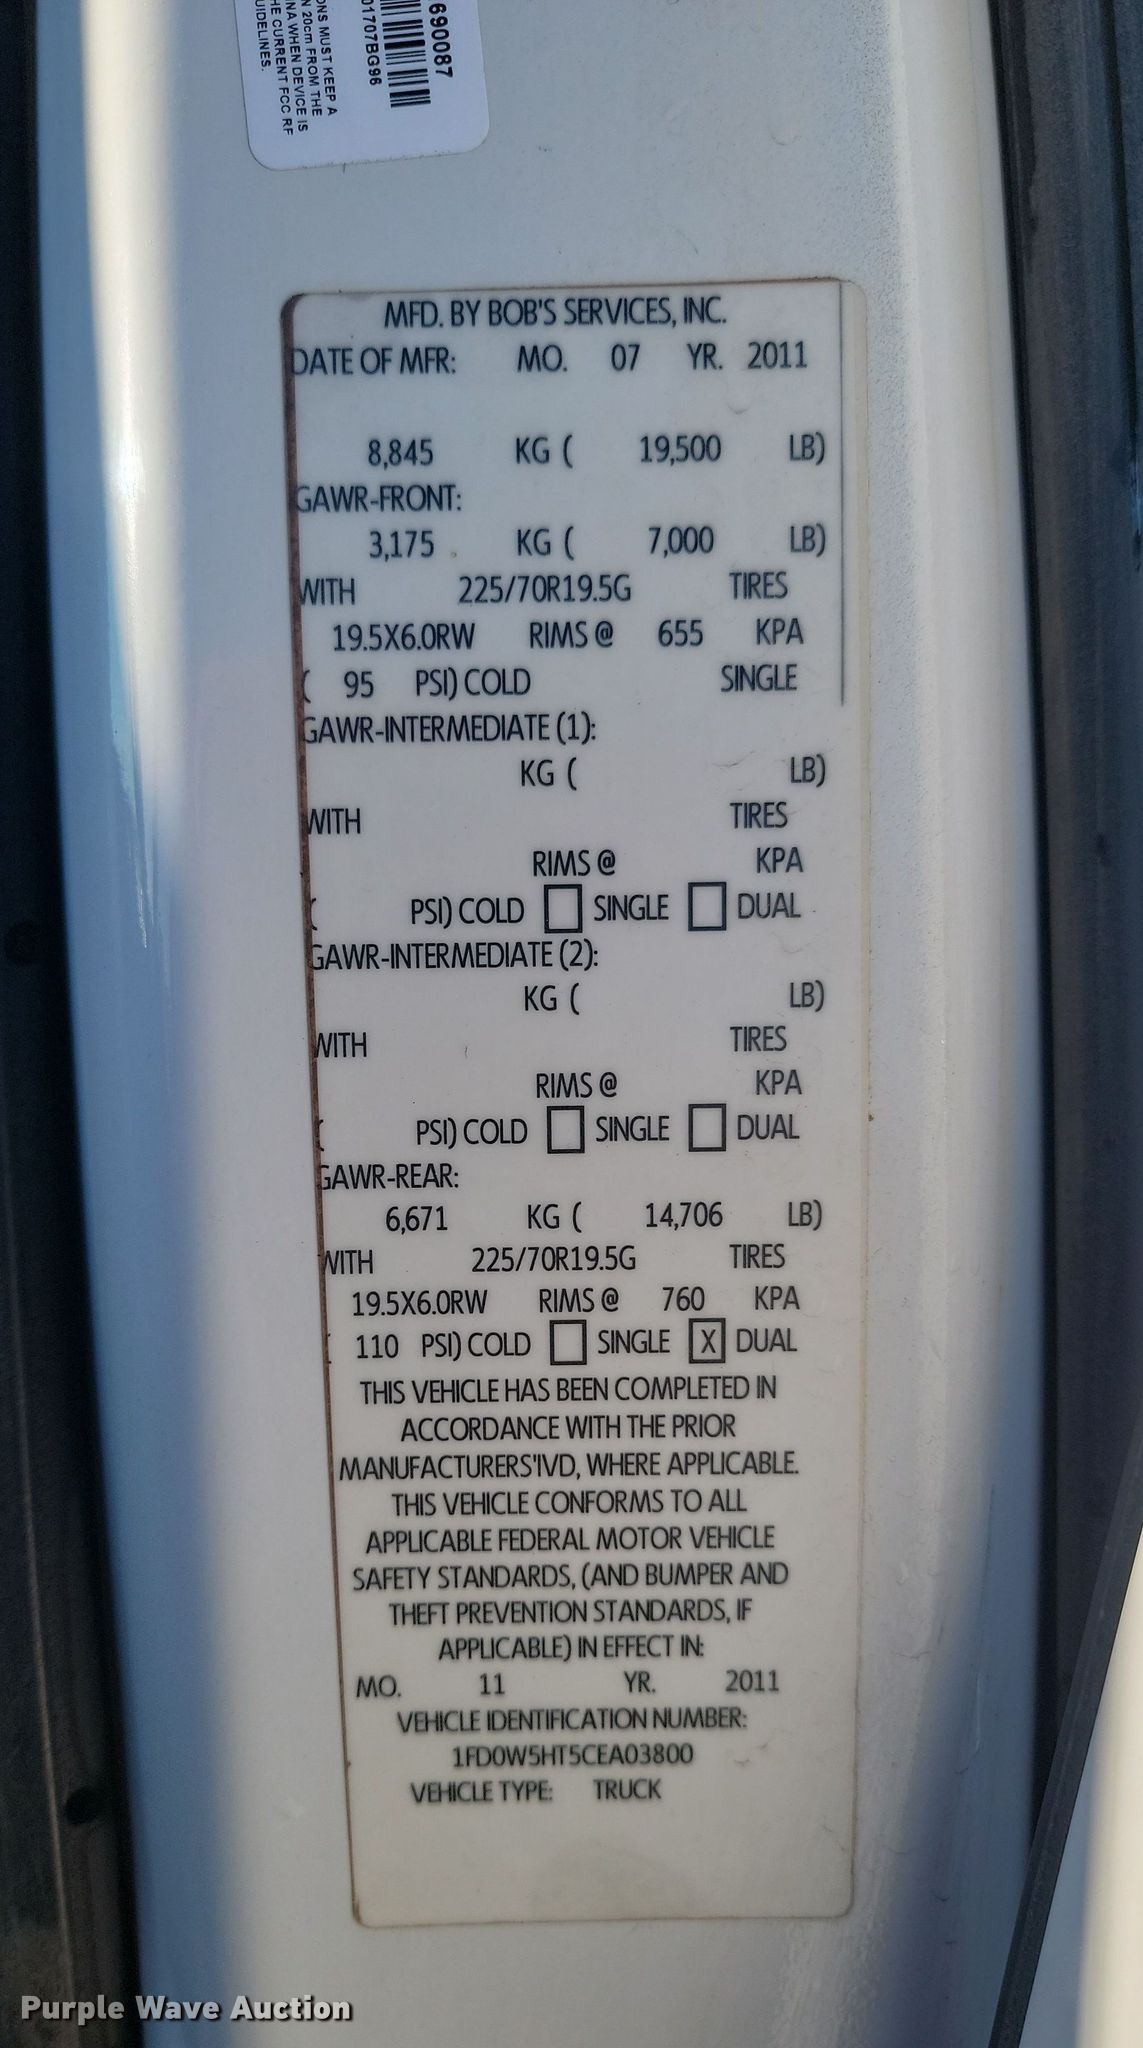 690087
01707BG96
ONS MUST KEEP A
N 20cm FROM THE
NA WHEN DEVICE IS
HE CURRENT FCC RF
UIDELINES.
MFD. BY BOB'S SERVICES, INC.
DATE OF MFR: MO. 07 YR. 2011
8,845 KG ( 19,500 LB)
GAWR-FRONT:
3,175 KG ( 7,000 LB)
WITH 225/70R19.5G TIRES
19.5X6.0RW RIMS @ 655 KPA
( 95 PSI) COLD SINGLE
GAWR-INTERMEDIATE (1):
KG ( LB)
WITH TIRES
RIMS @ KPA
( PSI) COLD SINGLE DUAL
GAWR-INTERMEDIATE (2):
KG ( LB)
WITH TIRES
RIMS @ KPA
( PSI) COLD SINGLE DUAL
GAWR-REAR:
6,671 KG ( 14,706 LB)
WITH 225/70R19.5G TIRES
19.5X6.0RW RIMS @ 760 KPA
( 110 PSI) COLD SINGLE X DUAL
THIS VEHICLE HAS BEEN COMPLETED IN
ACCORDANCE WITH THE PRIOR
MANUFACTURERS'IVD, WHERE APPLICABLE.
THIS VEHICLE CONFORMS TO ALL
APPLICABLE FEDERAL MOTOR VEHICLE
SAFETY STANDARDS, (AND BUMPER AND
THEFT PREVENTION STANDARDS, IF
APPLICABLE) IN EFFECT IN:
MO. 11 YR. 2011
VEHICLE IDENTIFICATION NUMBER:
1FD0W5HT5CEA03800
VEHICLE TYPE: TRUCK
Purple Wave Auction